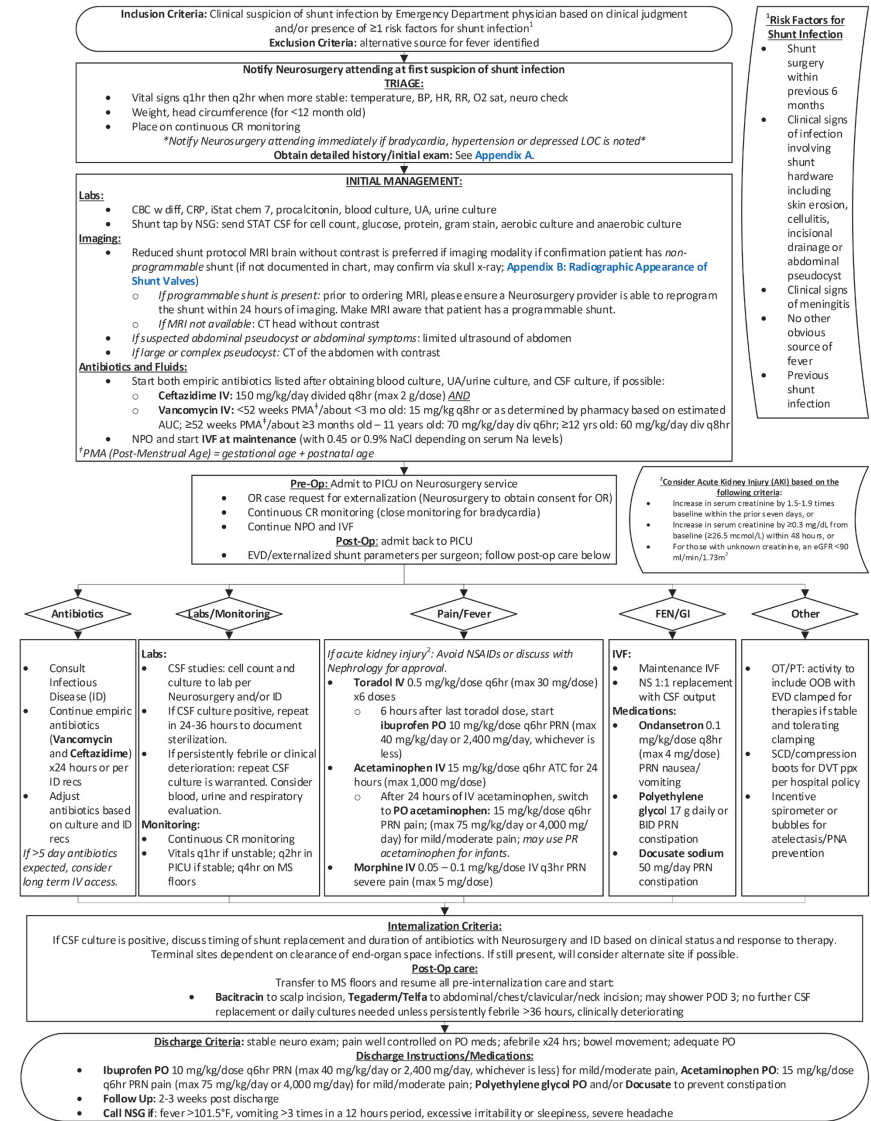 Inclusion Criteria: Clinical suspicion of shunt infection by Emergency Department physician based on clinical judgment
and/or presence of ≥1 risk factors for shunt infection¹
Exclusion Criteria: alternative source for fever identified
Notify Neurosurgery attending at first suspicion of shunt infection
TRIAGE:
• Vital signs q1hr then q2hr when more stable: temperature, BP, HR, RR, O2 sat, neuro check
• Weight, head circumference (for <12 month old)
• Place on continuous CR monitoring
*Notify Neurosurgery attending immediately if bradycardia, hypertension or depressed LOC is noted*
Obtain detailed history/initial exam: See Appendix A.
¹Risk Factors for
Shunt Infection
• Shunt
surgery
within
previous 6
months
• Clinical signs
of infection
involving
shunt
hardware
including
skin erosion,
cellulitis,
incisional
drainage or
abdominal
pseudocyst
• Clinical signs
of meningitis
• No other
obvious
source of
fever
• Previous
shunt
infection
INITIAL MANAGEMENT:
Labs:
• CBC w diff, CRP, iStat chem 7, procalcitonin, blood culture, UA, urine culture
• Shunt tap by NSG: send STAT CSF for cell count, glucose, protein, gram stain, aerobic culture and anaerobic culture
Imaging:
• Reduced shunt protocol MRI brain without contrast is preferred if imaging modality if confirmation patient has non-
programmable shunt (if not documented in chart, may confirm via skull x-ray; Appendix B: Radiographic Appearance of
Shunt Valves)
o If programmable shunt is present: prior to ordering MRI, please ensure a Neurosurgery provider is able to reprogram
the shunt within 24 hours of imaging. Make MRI aware that patient has a programmable shunt.
o If MRI not available: CT head without contrast
• If suspected abdominal pseudocyst or abdominal symptoms: limited ultrasound of abdomen
• If large or complex pseudocyst: CT of the abdomen with contrast
Antibiotics and Fluids:
• Start both empiric antibiotics listed after obtaining blood culture, UA/urine culture, and CSF culture, if possible:
o Ceftazidime IV: 150 mg/kg/day divided q8hr (max 2 g/dose) AND
o Vancomycin IV: <52 weeks PMA‡/about <3 mo old: 15 mg/kg q8hr or as determined by pharmacy based on estimated
AUC; ≥52 weeks PMA‡/about ≥3 months old – 11 years old: 70 mg/kg/day div q6hr; ≥12 yrs old: 60 mg/kg/day div q8hr
• NPO and start IVF at maintenance (with 0.45 or 0.9% NaCl depending on serum Na levels)
‡PMA (Post-Menstrual Age) = gestational age + postnatal age
Pre-Op: Admit to PICU on Neurosurgery service
• OR case request for externalization (Neurosurgery to obtain consent for OR)
• Continuous CR monitoring (close monitoring for bradycardia)
• Continue NPO and IVF
Post-Op: admit back to PICU
• EVD/externalized shunt parameters per surgeon; follow post-op care below
²Consider Acute Kidney Injury (AKI) based on the
following criteria:
• Increase in serum creatinine by 1.5-1.9 times
baseline within the prior seven days, or
• Increase in serum creatinine by ≥0.3 mg/dL from
baseline (≥26.5 mcmol/L) within 48 hours, or
• For those with unknown creatinine, an eGFR <90
ml/min/1.73m²
Antibiotics
• Consult
Infectious
Disease (ID)
• Continue empiric
antibiotics
(Vancomycin
and Ceftazidime)
x24 hours or per
ID recs
• Adjust
antibiotics based
on culture and ID
recs
If >5 day antibiotics
expected, consider
long term IV access.
Labs/Monitoring
Labs:
• CSF studies: cell count and
culture to lab per
Neurosurgery and/or ID
• If CSF culture positive, repeat
in 24-36 hours to document
sterilization.
• If persistently febrile or clinical
deterioration: repeat CSF
culture is warranted. Consider
blood, urine and respiratory
evaluation.
Monitoring:
• Continuous CR monitoring
• Vitals q1hr if unstable; q2hr in
PICU if stable; q4hr on MS
floors
Pain/Fever
If acute kidney injury²: Avoid NSAIDs or discuss with
Nephrology for approval.
• Toradol IV 0.5 mg/kg/dose q6hr (max 30 mg/dose)
x6 doses
o 6 hours after last toradol dose, start
ibuprofen PO 10 mg/kg/dose q6hr PRN (max
40 mg/kg/day or 2,400 mg/day, whichever is
less)
• Acetaminophen IV 15 mg/kg/dose q6hr ATC for 24
hours (max 1,000 mg/dose)
o After 24 hours of IV acetaminophen, switch
to PO acetaminophen: 15 mg/kg/dose q6hr
PRN pain; (max 75 mg/kg/day or 4,000 mg/
day) for mild/moderate pain; may use PR
acetaminophen for infants.
• Morphine IV 0.05 – 0.1 mg/kg/dose IV q3hr PRN
severe pain (max 5 mg/dose)
FEN/GI
IVF:
• Maintenance IVF
• NS 1:1 replacement
with CSF output
Medications:
• Ondansetron 0.1
mg/kg/dose q8hr
(max 4 mg/dose)
PRN nausea/
vomiting
• Polyethylene
glycol 17 g daily or
BID PRN
constipation
• Docusate sodium
50 mg/day PRN
constipation
Other
• OT/PT: activity to
include OOB with
EVD clamped for
therapies if stable
and tolerating
clamping
• SCD/compression
boots for DVT ppx
per hospital policy
• Incentive
spirometer or
bubbles for
atelectasis/PNA
prevention
Internalization Criteria:
If CSF culture is positive, discuss timing of shunt replacement and duration of antibiotics with Neurosurgery and ID based on clinical status and response to therapy.
Terminal sites dependent on clearance of end-organ space infections. If still present, will consider alternate site if possible.
Post-Op care:
Transfer to MS floors and resume all pre-internalization care and start:
• Bacitracin to scalp incision, Tegaderm/Telfa to abdominal/chest/clavicular/neck incision; may shower POD 3; no further CSF
replacement or daily cultures needed unless persistently febrile >36 hours, clinically deteriorating
Discharge Criteria: stable neuro exam; pain well controlled on PO meds; afebrile x24 hrs; bowel movement; adequate PO
Discharge Instructions/Medications:
• Ibuprofen PO 10 mg/kg/dose q6hr PRN (max 40 mg/kg/day or 2,400 mg/day, whichever is less) for mild/moderate pain, Acetaminophen PO: 15 mg/kg/dose
q6hr PRN pain (max 75 mg/kg/day or 4,000 mg/day) for mild/moderate pain; Polyethylene glycol PO and/or Docusate to prevent constipation
• Follow Up: 2-3 weeks post discharge
• Call NSG if: fever >101.5°F, vomiting >3 times in a 12 hours period, excessive irritability or sleepiness, severe headache